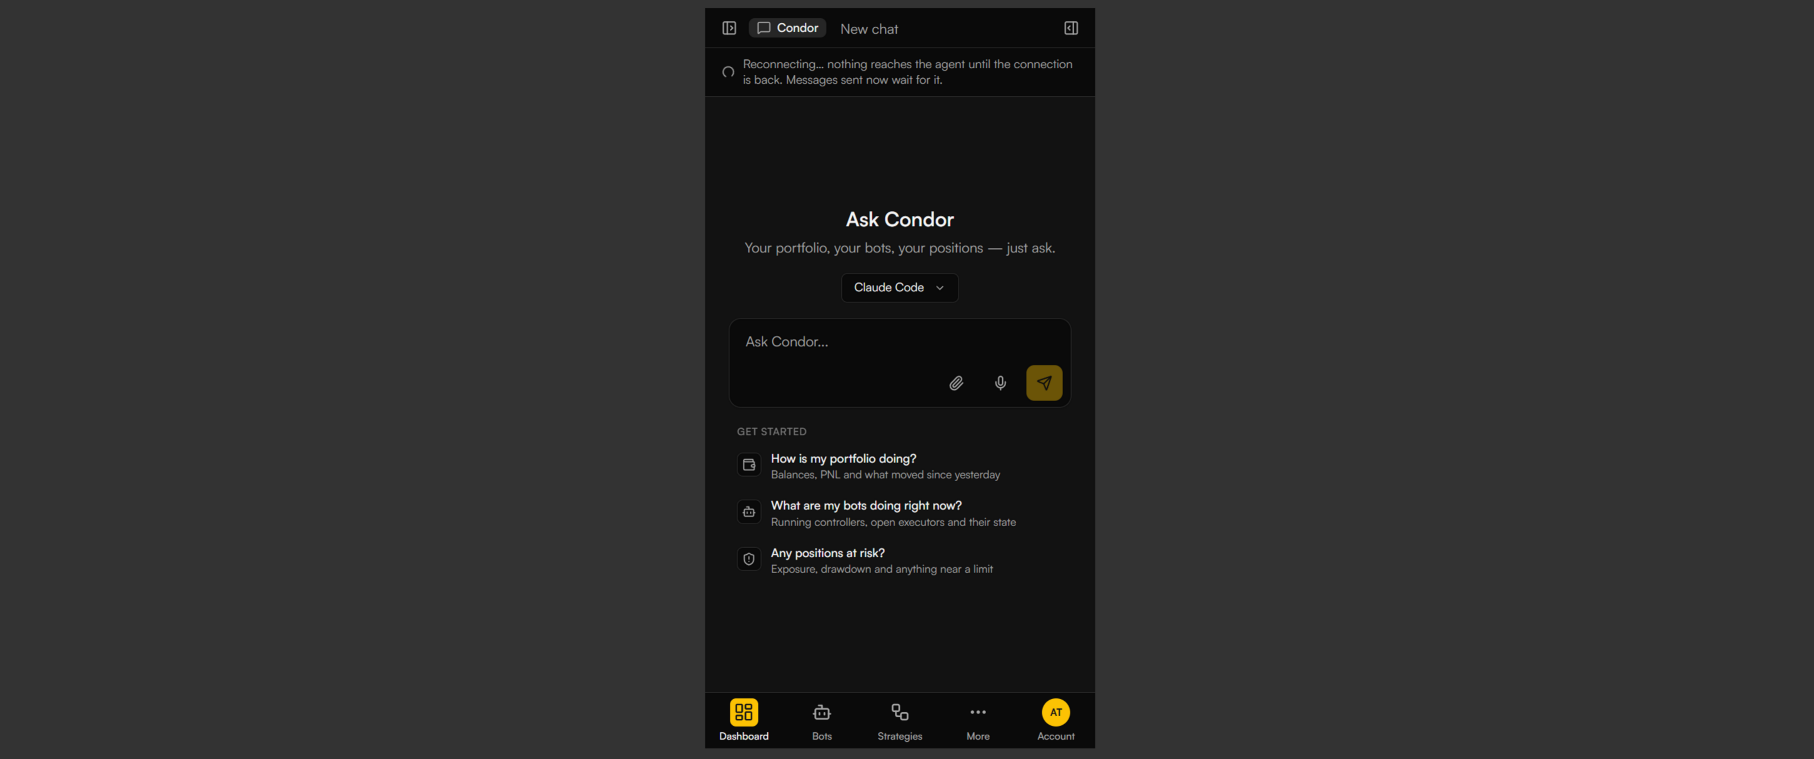 Condor
New chat
Reconnecting... nothing reaches the agent until the connection
is back. Messages sent now wait for it.
Ask Condor
Your portfolio, your bots, your positions — just ask.
Claude Code
Ask Condor...
GET STARTED
How is my portfolio doing?
Balances, PNL and what moved since yesterday
What are my bots doing right now?
Running controllers, open executors and their state
Any positions at risk?
Exposure, drawdown and anything near a limit
AT
Dashboard
Bots
Strategies
More
Account